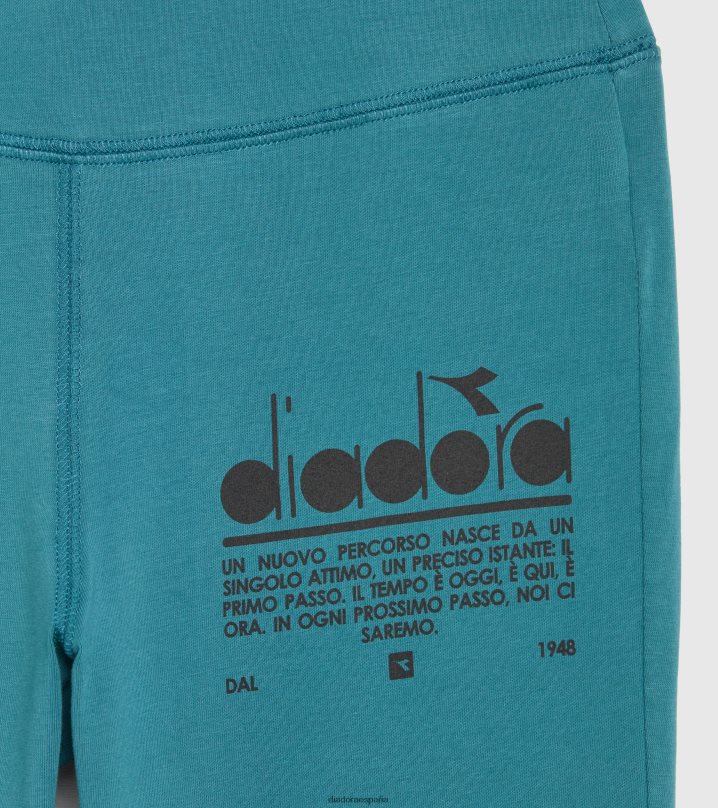 diadora
UN NUOVO PERCORSO NASCE DA UN
SINGOLO ATTIMO, UN PRECISO ISTANTE: IL
PRIMO PASSO. IL TEMPO È OGGI, È QUI, È
ORA. IN OGNI PROSSIMO PASSO, NOI CI
SAREMO.
DAL 1948
diadoraespaña